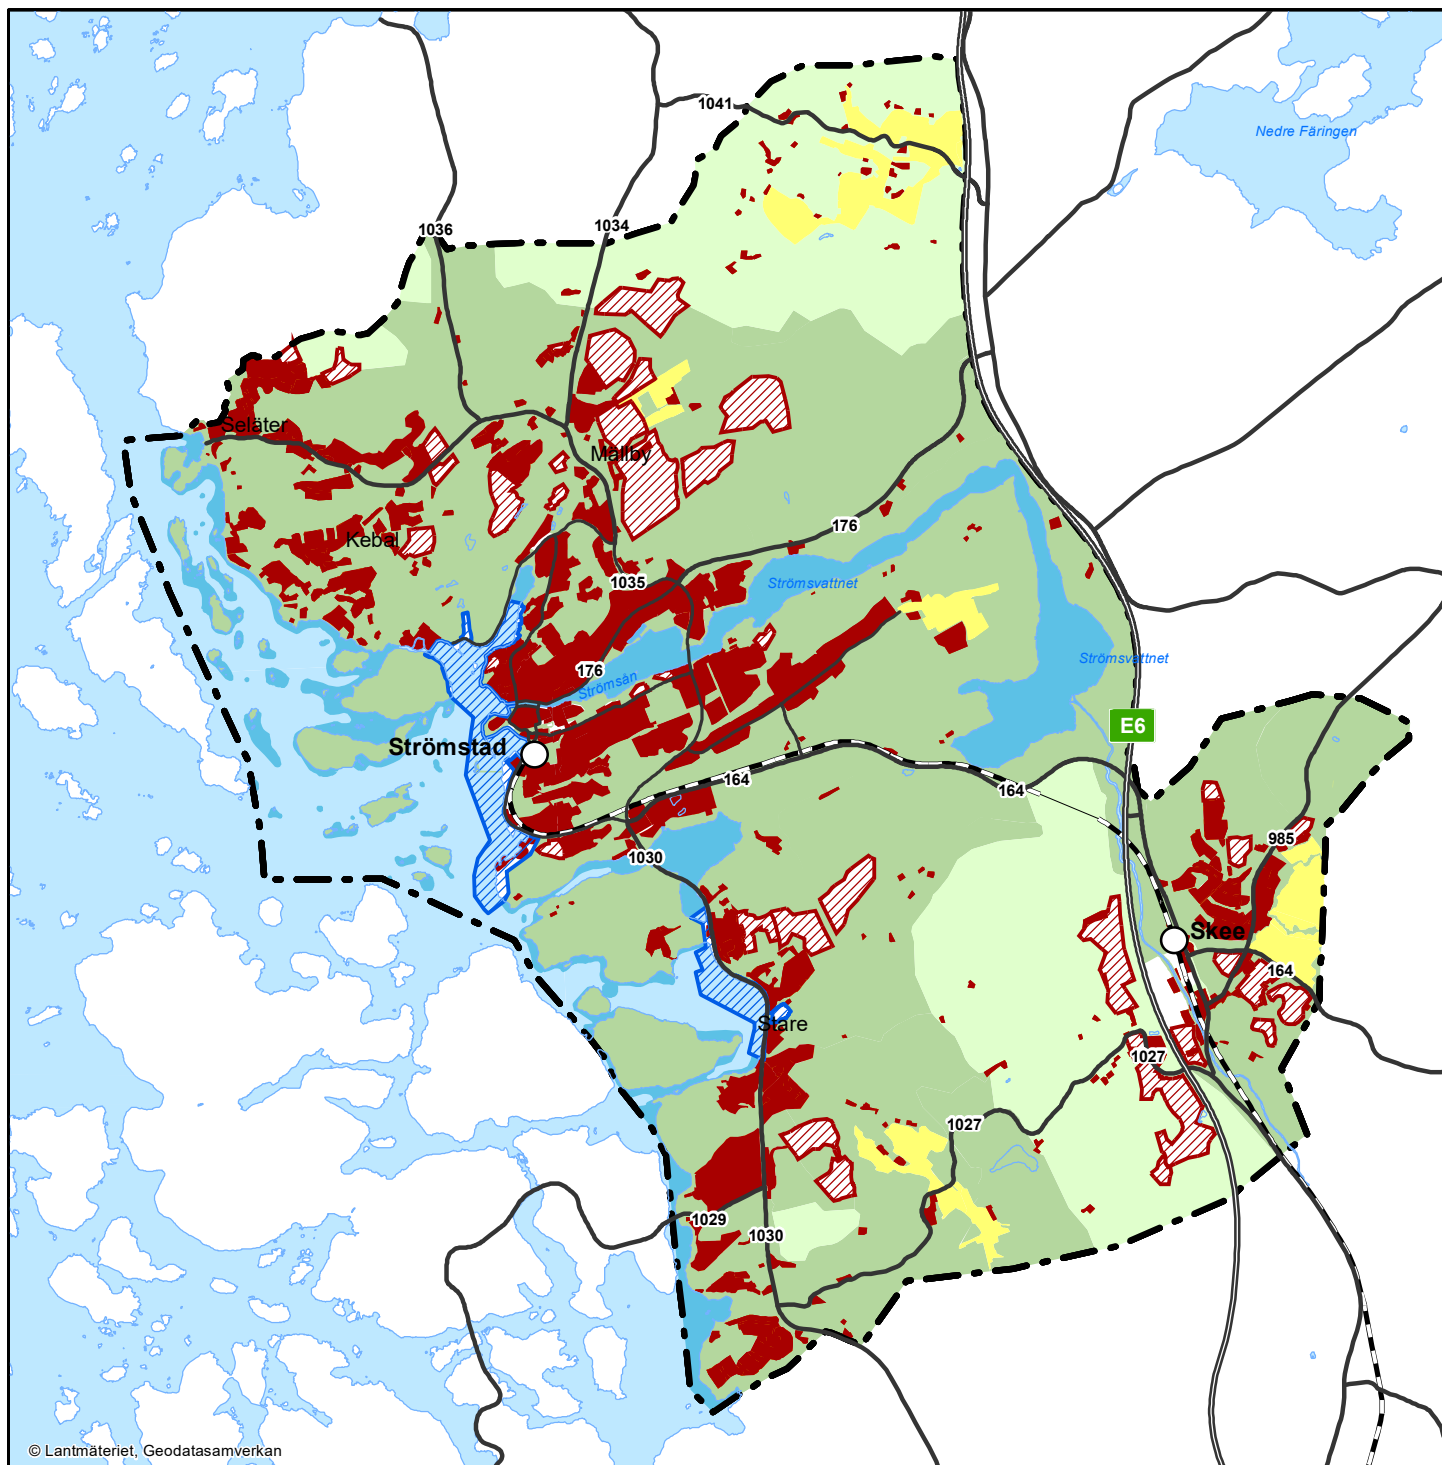 1041
Nedre Färingen
1036
1034
Seläter
Mällby
Kebal
176
1035
Strömsvattnet
Strömsvattnet
176
Strömsån
E6
Strömstad
164
164
985
1030
Skee
164
Stare
1027
1027
1029
1030
© Lantmäteriet, Geodatasamverkan